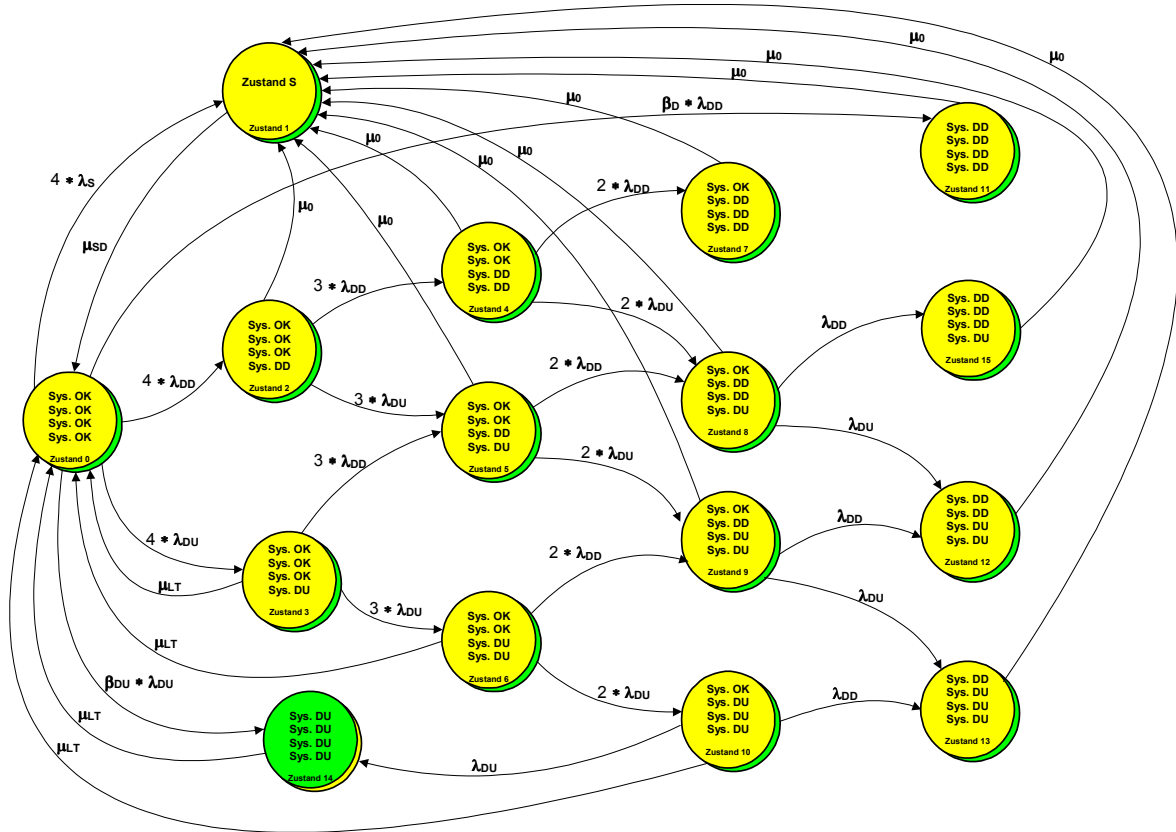 μ0
μ0
μ0
μ0
Zustand S
Zustand 1
μ0
βD * λDD
Sys. DD
Sys. DD
Sys. DD
Sys. DD
Zustand 11
μ0
μ0
μ0
4 * λS
2 * λDD
Sys. OK
Sys. DD
Sys. DD
Sys. DD
Zustand 7
μ0
μ0
μSD
Sys. OK
Sys. OK
Sys. DD
Sys. DD
Zustand 4
3 * λDD
2 * λDU
Sys. OK
Sys. OK
Sys. OK
Sys. DD
Zustand 2
λDD
Sys. DD
Sys. DD
Sys. DD
Sys. DU
Zustand 15
4 * λDD
2 * λDD
Sys. OK
Sys. DD
Sys. DD
Sys. DU
Zustand 8
3 * λDU
Sys. OK
Sys. OK
Sys. OK
Sys. OK
Zustand 0
Sys. OK
Sys. OK
Sys. DD
Sys. DU
Zustand 5
λDU
3 * λDD
2 * λDU
Sys. OK
Sys. DD
Sys. DU
Sys. DU
Zustand 9
λDD
Sys. DD
Sys. DD
Sys. DU
Sys. DU
Zustand 12
4 * λDU
Sys. OK
Sys. OK
Sys. OK
Sys. DU
Zustand 3
μLT
2 * λDD
λDU
3 * λDU
Sys. OK
Sys. OK
Sys. DU
Sys. DU
Zustand 6
μLT
βDU * λDU
2 * λDU
λDD
Sys. DD
Sys. DU
Sys. DU
Sys. DU
Zustand 13
Sys. OK
Sys. DU
Sys. DU
Sys. DU
Zustand 10
μLT
μLT
Sys. DU
Sys. DU
Sys. DU
Sys. DU
Zustand 14
λDU